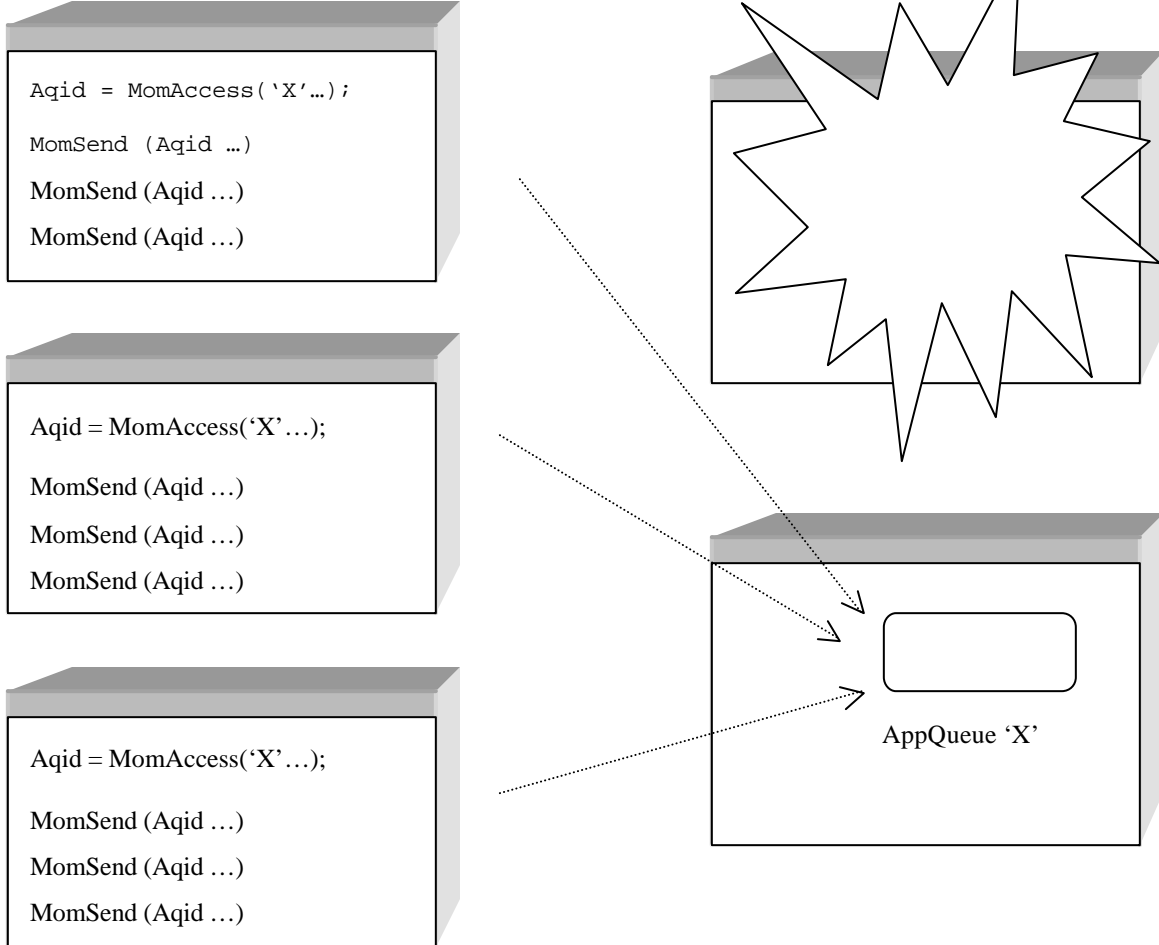 Aqid = MomAccess(‘X’…);
MomSend (Aqid …)
MomSend (Aqid …)
MomSend (Aqid …)
Aqid = MomAccess(‘X’…);
MomSend (Aqid …)
MomSend (Aqid …)
MomSend (Aqid …)
Aqid = MomAccess(‘X’…);
MomSend (Aqid …)
MomSend (Aqid …)
MomSend (Aqid …)
AppQueue ‘X’